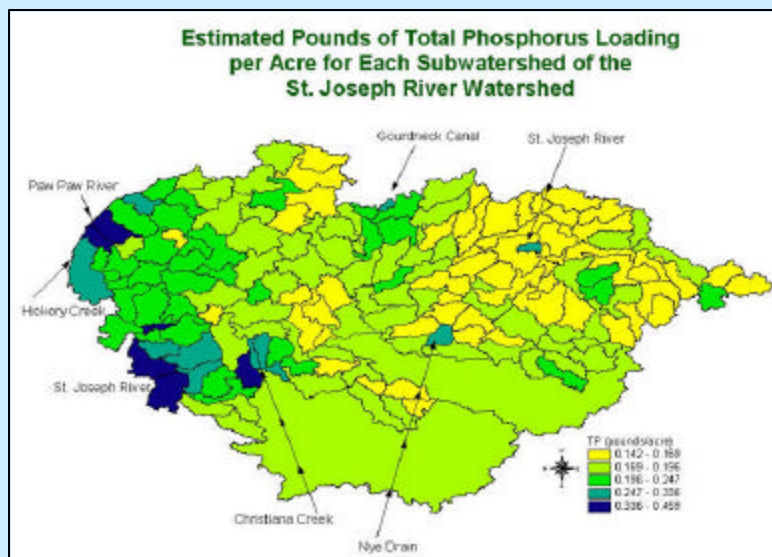 Estimated Pounds of Total Phosphorus Loading
per Acre for Each Subwatershed of the
St. Joseph River Watershed
Gourdneck Canal
St. Joseph River
Paw Paw River
Hickory Creek
St. Joseph River
Christiana Creek
Nye Drain
TP (pounds/acre)
0.142 - 0.169
0.169 - 0.196
0.196 - 0.247
0.247 - 0.336
0.336 - 0.459